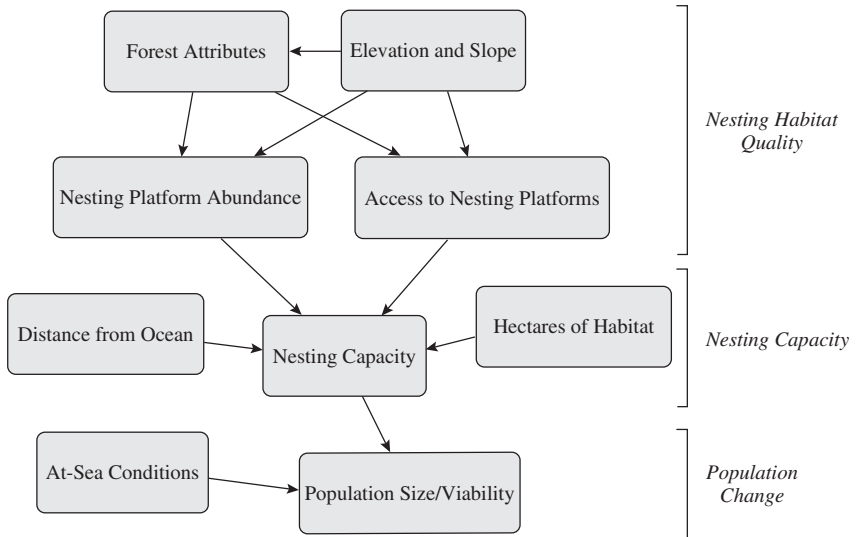 Forest Attributes
Elevation and Slope
Nesting Habitat
Quality
Nesting Platform Abundance
Access to Nesting Platforms
Distance from Ocean
Hectares of Habitat
Nesting Capacity
Nesting Capacity
At-Sea Conditions
Population Size/Viability
Population
Change